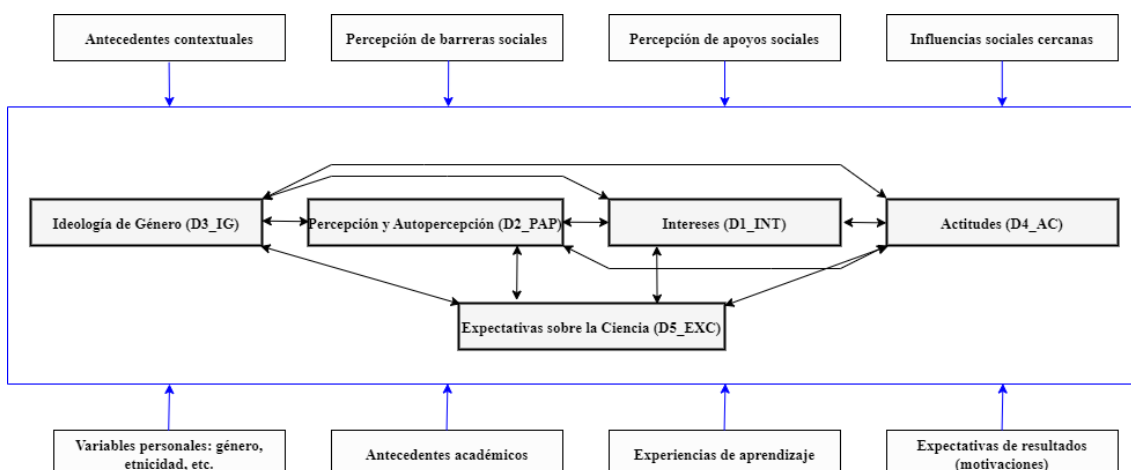 Antecedentes contextuales
Percepción de barreras sociales
Percepción de apoyos sociales
Influencias sociales cercanas
Ideología de Género (D3_IG)
Percepción y Autopercepción (D2_PAP)
Intereses (D1_INT)
Actitudes (D4_AC)
Expectativas sobre la Ciencia (D5_EXC)
Variables personales: género,
etnicidad, etc.
Antecedentes académicos
Experiencias de aprendizaje
Expectativas de resultados
(motivaciones)